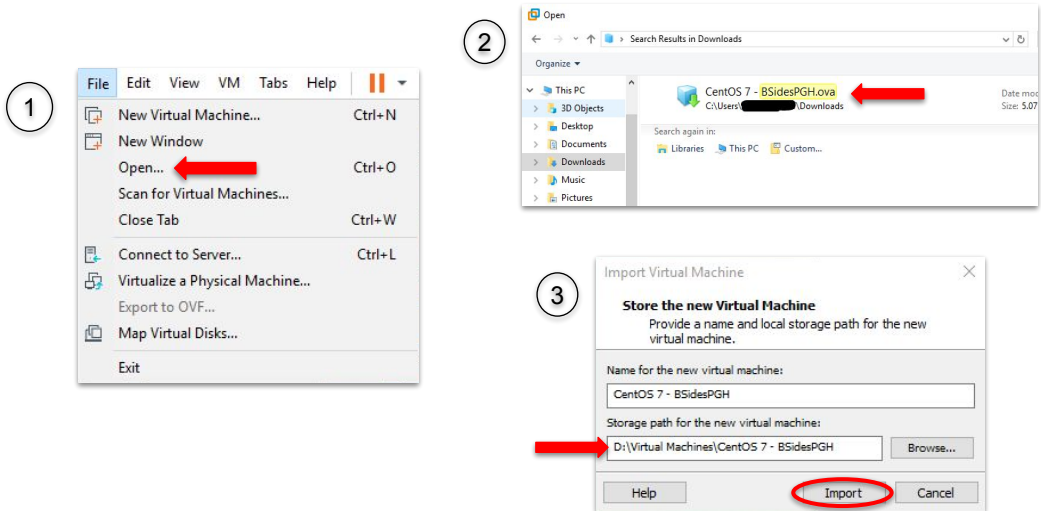 1
File Edit View VM Tabs Help
New Virtual Machine... Ctrl+N
New Window
Open... Ctrl+O
Scan for Virtual Machines...
Close Tab Ctrl+W
Connect to Server... Ctrl+L
Virtualize a Physical Machine...
Export to OVF...
Map Virtual Disks...
Exit
2
Open
Search Results in Downloads
Organize
This PC
3D Objects
Desktop
Documents
Downloads
Music
Pictures
CentOS 7 - BSidesPGH.ova
C:\Users\ \Downloads
Date mod
Size: 5.07
Search again in:
Libraries This PC Custom...
3
Import Virtual Machine
Store the new Virtual Machine
Provide a name and local storage path for the new
virtual machine.
Name for the new virtual machine:
CentOS 7 - BSidesPGH
Storage path for the new virtual machine:
D:\Virtual Machines\CentOS 7 - BSidesPGH
Browse...
Help Import Cancel